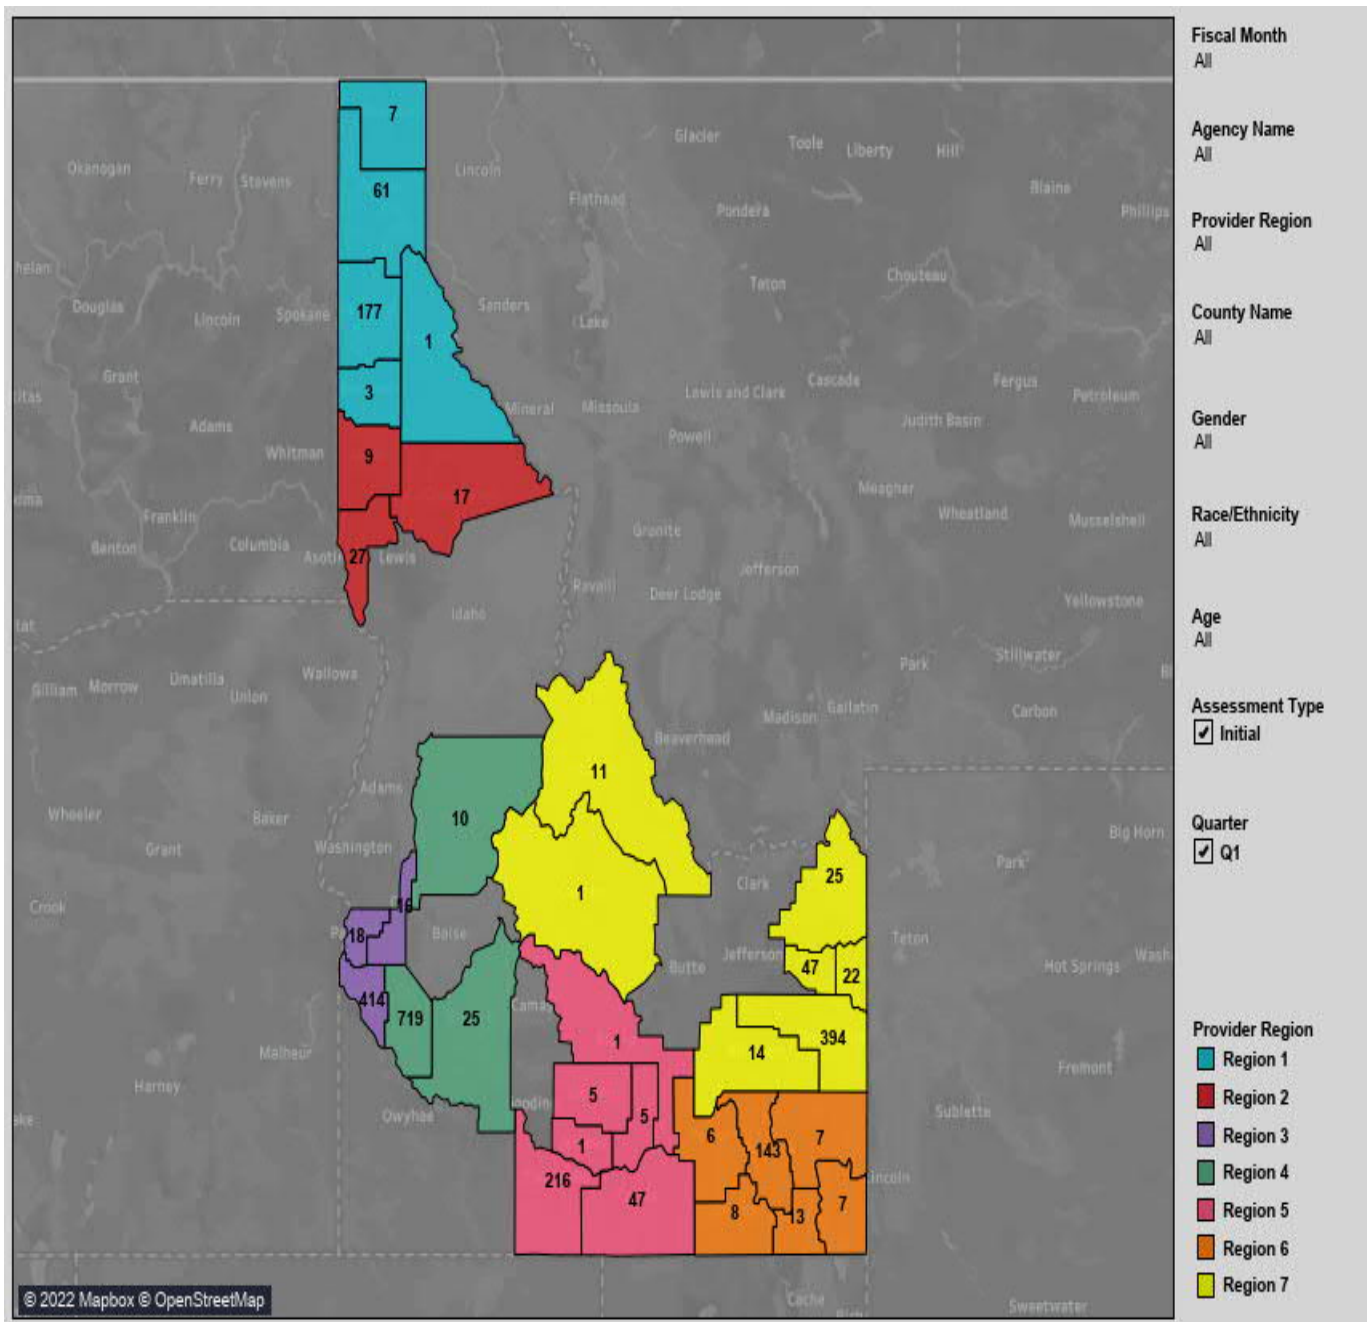 Fiscal Month
All
Agency Name
All
Provider Region
All
County Name
All
Gender
All
Race/Ethnicity
All
Age
All
Assessment Type
Initial
Quarter
Q1
Provider Region
Region 1
Region 2
Region 3
Region 4
Region 5
Region 6
Region 7
7
Glacier
Toole
Liberty
Hill
Okanogan
Ferry
Stevens
Lincoln
61
Flathead
Pondera
Blaine
Phillips
helan
Douglas
Lincoln
Spokane
177
Sanders
Lake
Teton
Chouteau
1
Grant
3
Mineral
Missoula
Lewis and Clark
Cascade
Fergus
Petroleum
titas
Adams
Whitman
9
Powell
Judith Basin
17
Meagher
Wheatland
Musselshell
Franklin
Benton
Columbia
Asoti
27
Lewis
Granite
Jefferson
Ravalli
Deer Lodge
Yellowstone
Idaho
Gilliam
Morrow
Umatilla
Union
Wallowa
Park
Stillwater
Madison
Gallatin
Carbon
Beaverhead
11
Adams
10
Wheeler
Baker
Grant
Washington
Big Horn
Park
Clark
25
1
Crook
16
18
Boise
Teton
Butte
Jefferson
47
22
Hot Springs
Wash
414
719
25
Camas
1
14
394
Malheur
Harney
Fremont
Owyhee
ooding
5
5
6
143
7
Sublette
1
216
47
8
13
7
incoln
Cache
Sweetwater
© 2022 Mapbox © OpenStreetMap